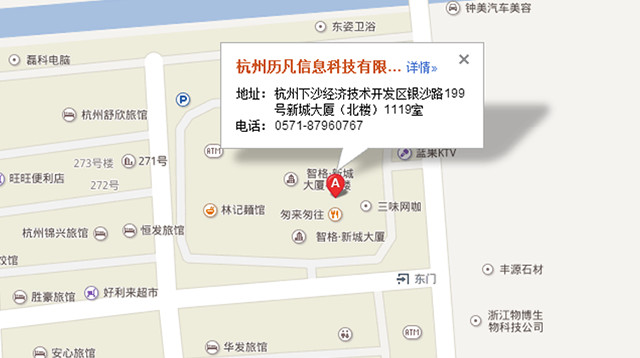 钟美汽车美容
东姿卫浴
磊科电脑
杭州历凡信息科技有限... 详情»
地址：杭州下沙经济技术开发区银沙路199
号新城大厦（北楼）1119室
电话：0571-87960767
P
杭州舒欣旅馆
ATM
蓝果KTV
273号楼
271号
旺旺便利店
272号
智格·新城
大厦
A
林记麺馆
匆来匆往
三味网咖
杭州锦兴旅馆
恒发旅馆
智格·新城大厦
丰源石材
东门
胜豪旅馆
好利来超市
浙江物博生
物科技公司
ATM
华发旅馆
安心旅馆